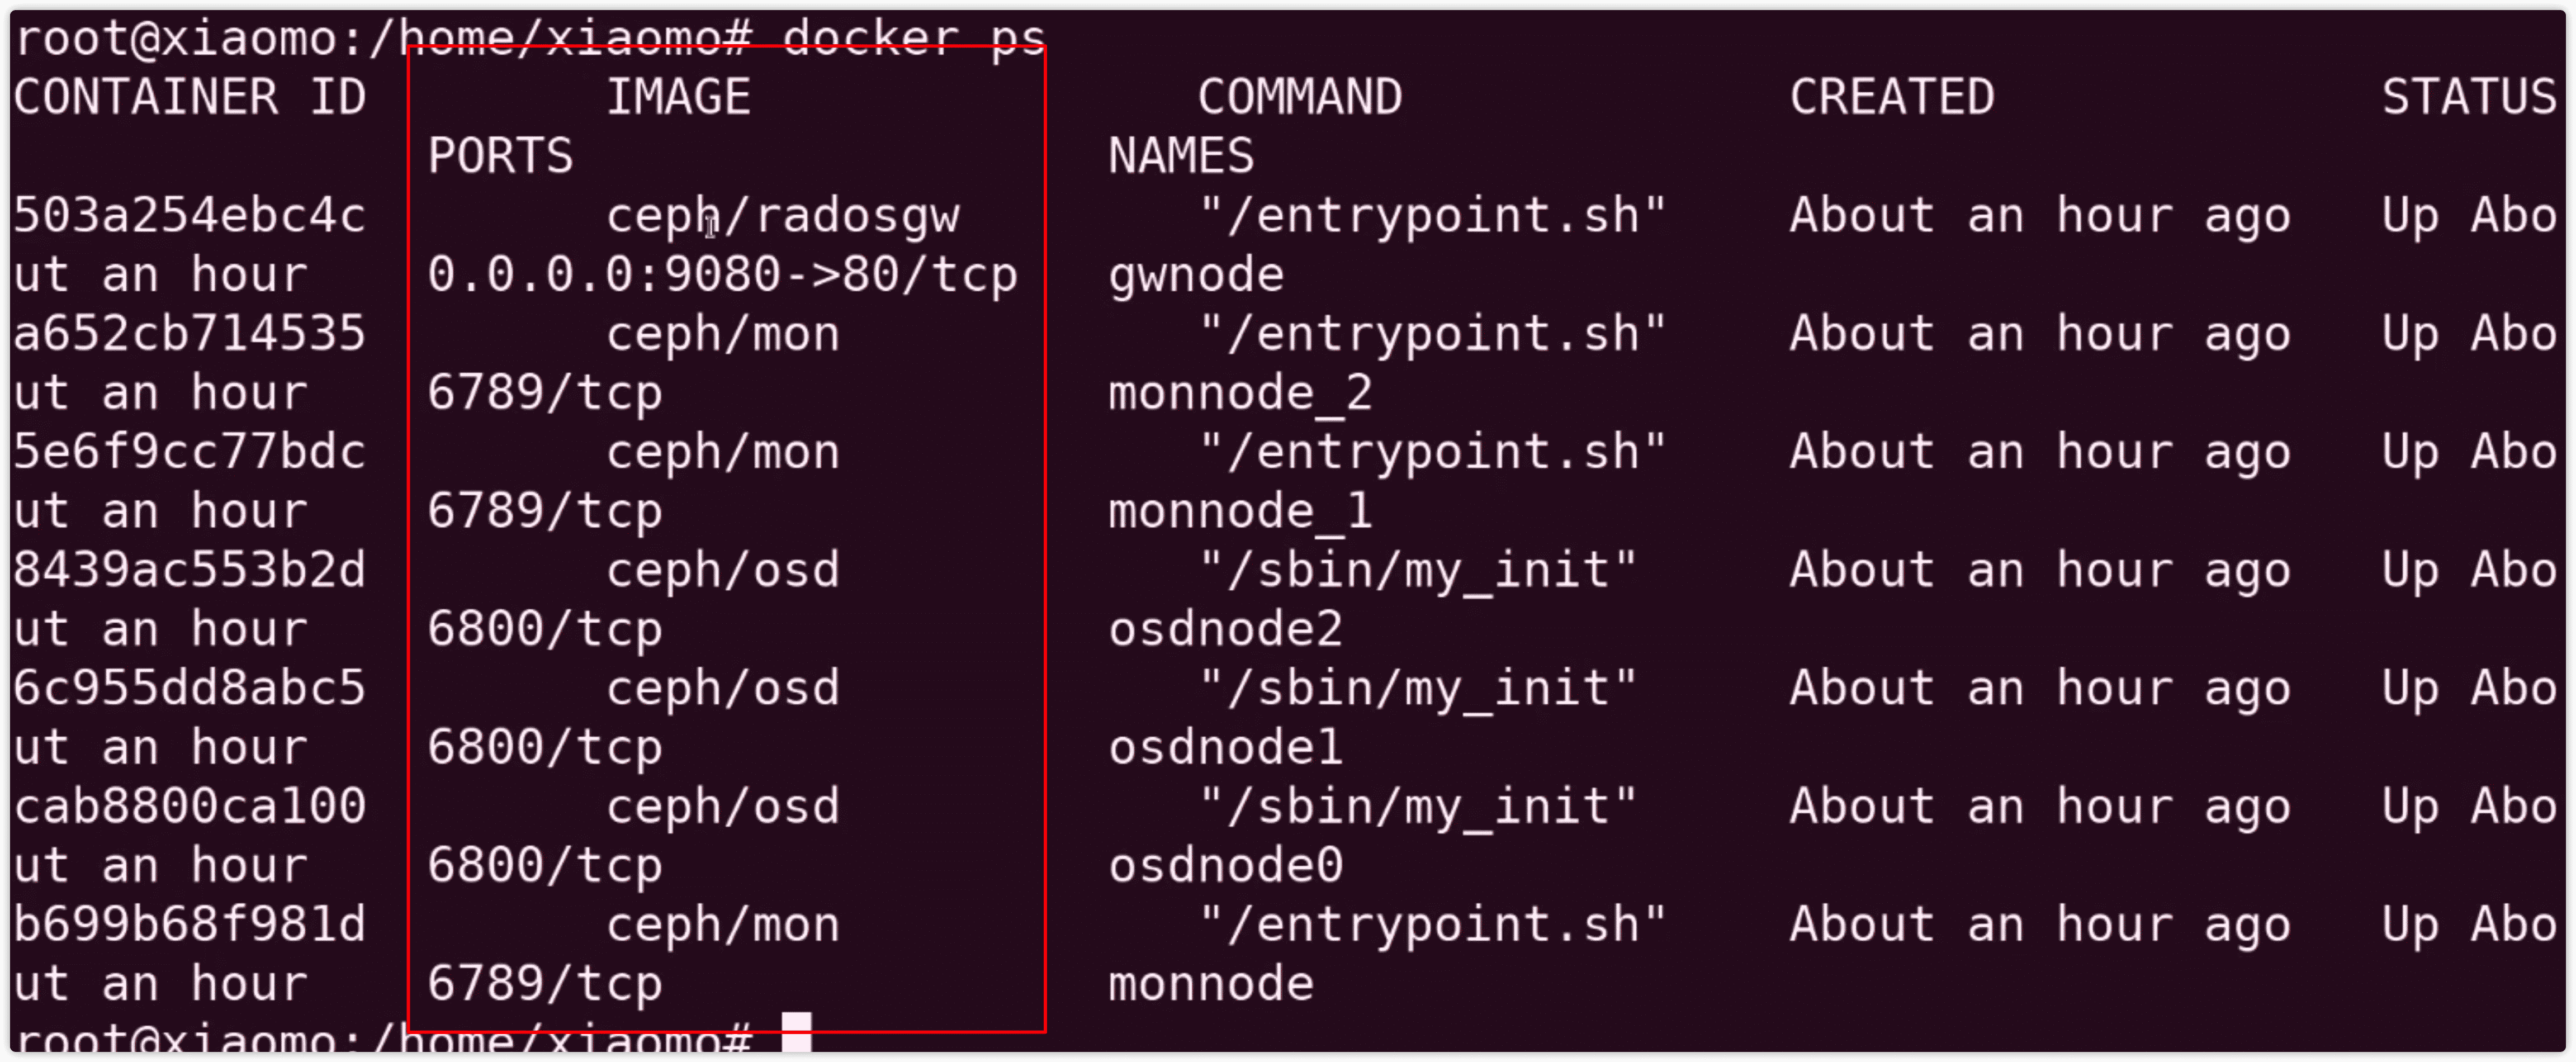 root@xiaomo:/home/xiaomo# docker ps
CONTAINER ID IMAGE COMMAND CREATED STATUS
PORTS NAMES
503a254ebc4c ceph/radosgw "/entrypoint.sh" About an hour ago Up Abo
ut an hour 0.0.0.0:9080->80/tcp gwnode
a652cb714535 ceph/mon "/entrypoint.sh" About an hour ago Up Abo
ut an hour 6789/tcp monnode_2
5e6f9cc77bdc ceph/mon "/entrypoint.sh" About an hour ago Up Abo
ut an hour 6789/tcp monnode_1
8439ac553b2d ceph/osd "/sbin/my_init" About an hour ago Up Abo
ut an hour 6800/tcp osdnode2
6c955dd8abc5 ceph/osd "/sbin/my_init" About an hour ago Up Abo
ut an hour 6800/tcp osdnode1
cab8800ca100 ceph/osd "/sbin/my_init" About an hour ago Up Abo
ut an hour 6800/tcp osdnode0
b699b68f981d ceph/mon "/entrypoint.sh" About an hour ago Up Abo
ut an hour 6789/tcp monnode
root@xiaomo:/home/xiaomo#